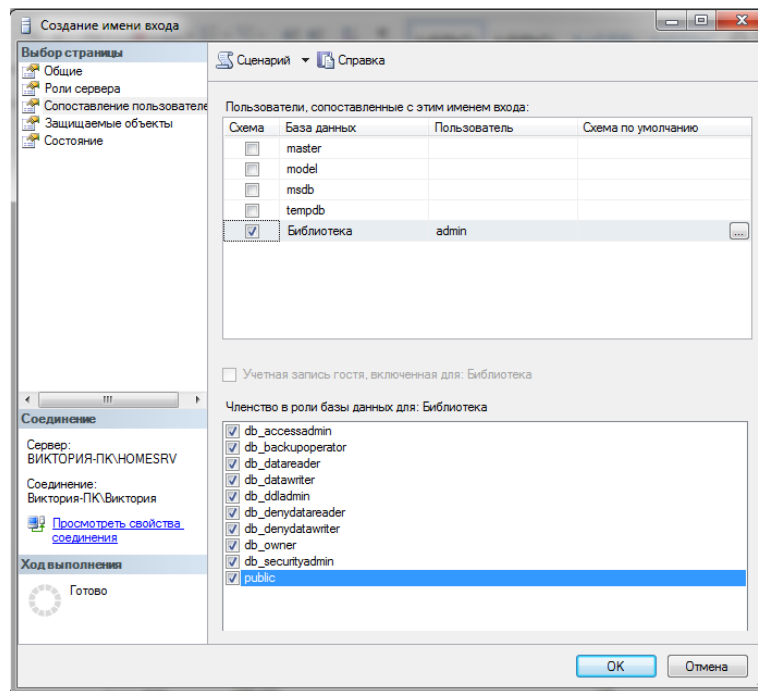 Создание имени входа
Выбор страницы
Общие
Роли сервера
Сопоставление пользователе
Защищаемые объекты
Состояние
Сценарий
Справка
Пользователи, сопоставленные с этим именем входа:
Схема База данных Пользователь Схема по умолчанию
master
model
msdb
tempdb
Библиотека admin ...
Учетная запись гостя, включенная для: Библиотека
Членство в роли базы данных для: Библиотека
db_accessadmin
db_backupoperator
db_datareader
db_datawriter
db_ddladmin
db_denydatareader
db_denydatawriter
db_owner
db_securityadmin
public
Соединение
Сервер:
ВИКТОРИЯ-ПК\HOMESRV
Соединение:
Виктория-ПК\Виктория
Просмотреть свойства
соединения
Ход выполнения
Готово
OK Отмена